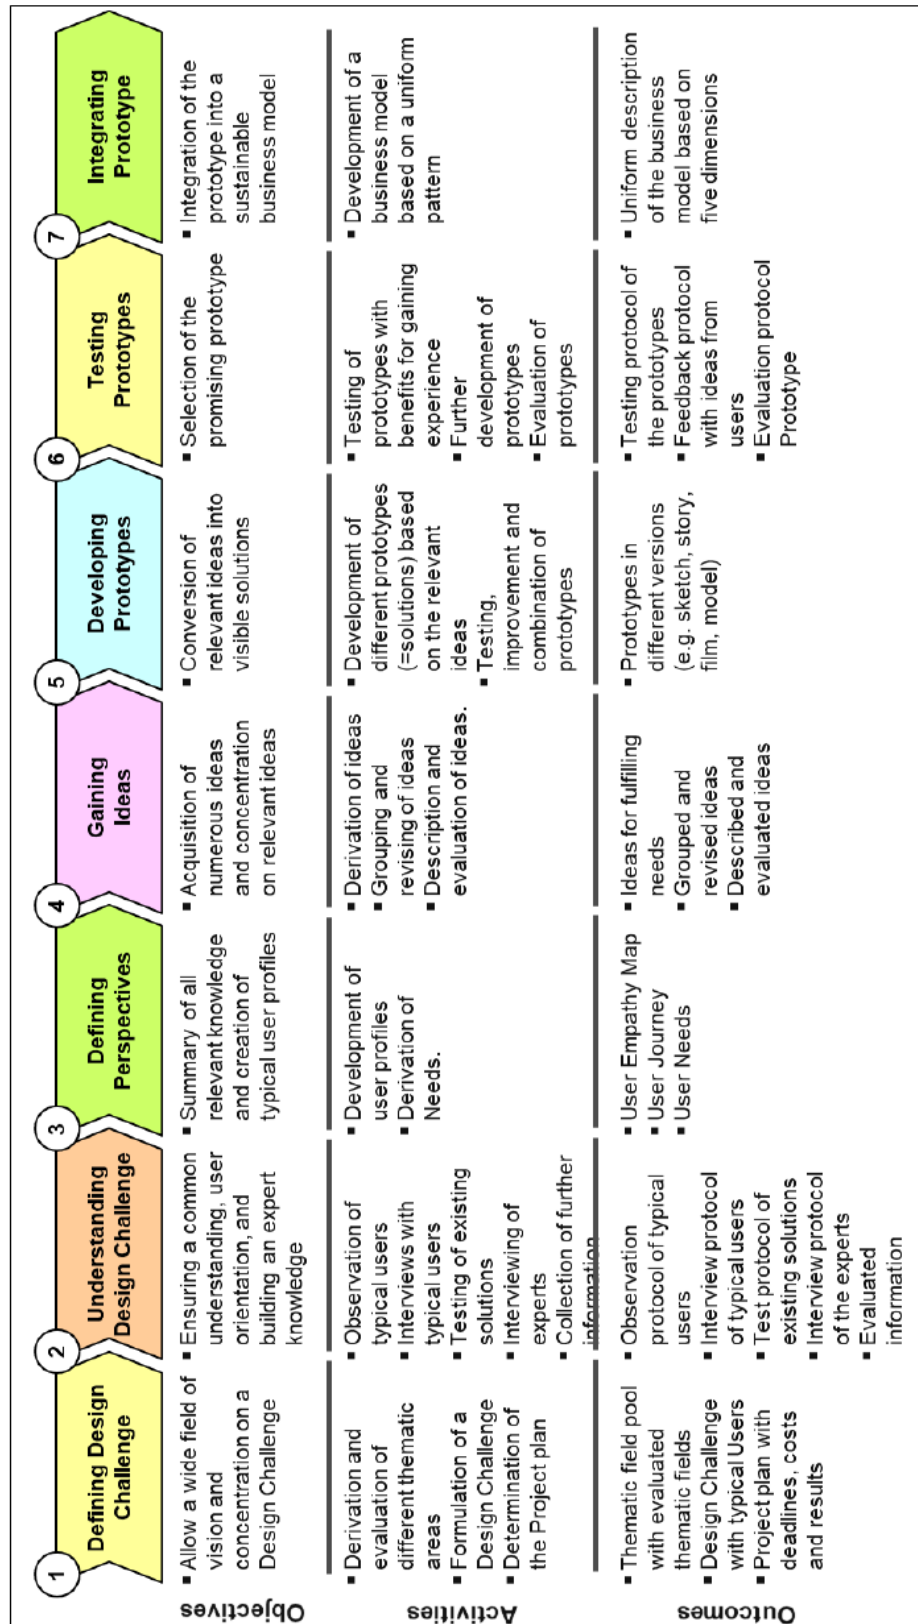 1
Defining Design
Challenge
2
Understanding
Design Challenge
3
Defining
Perspectives
4
Gaining
Ideas
5
Developing
Prototypes
6
Testing
Prototypes
7
Integrating
Prototype
Objectives
▪ Allow a wide field of
vision and
concentration on a
Design Challenge
▪ Ensuring a common
understanding, user
orientation, and
building an expert
knowledge
▪ Summary of all
relevant knowledge
and creation of
typical user profiles
▪ Acquisition of
numerous ideas
and concentration
on relevant ideas
▪ Conversion of
relevant ideas into
visible solutions
▪ Selection of the
promising prototype
▪ Integration of the
prototype into a
sustainable
business model
Activities
▪ Derivation and
evaluation of
different thematic
areas
▪ Formulation of a
Design Challenge
▪ Determination of
the Project plan
▪ Observation of
typical users
▪ Interviews with
typical users
▪ Testing of existing
solutions
▪ Interviewing of
experts
▪ Collection of further
information
▪ Development of
user profiles
▪ Derivation of
Needs.
▪ Derivation of ideas
▪ Grouping and
revising of ideas
▪ Description and
evaluation of ideas.
▪ Development of
different prototypes
(=solutions) based
on the relevant
ideas
▪ Testing,
improvement and
combination of
prototypes
▪ Testing of
prototypes with
benefits for gaining
experience
▪ Further
development of
prototypes
▪ Evaluation of
prototypes
▪ Development of a
business model
based on a uniform
pattern
Outcomes
▪ Thematic field pool
with evaluated
thematic fields
▪ Design Challenge
with typical Users
▪ Project plan with
deadlines, costs
and results
▪ Observation
protocol of typical
users
▪ Interview protocol
of typical users
▪ Test protocol of
existing solutions
▪ Interview protocol
of the experts
▪ Evaluated
information
▪ User Empathy Map
▪ User Journey
▪ User Needs
▪ Ideas for fulfilling
needs
▪ Grouped and
revised ideas
▪ Described and
evaluated ideas
▪ Prototypes in
different versions
(e.g. sketch, story,
film, model)
▪ Testing protocol of
the prototypes
▪ Feedback protocol
with ideas from
users
▪ Evaluation protocol
Prototype
▪ Uniform description
of the business
model based on
five dimensions